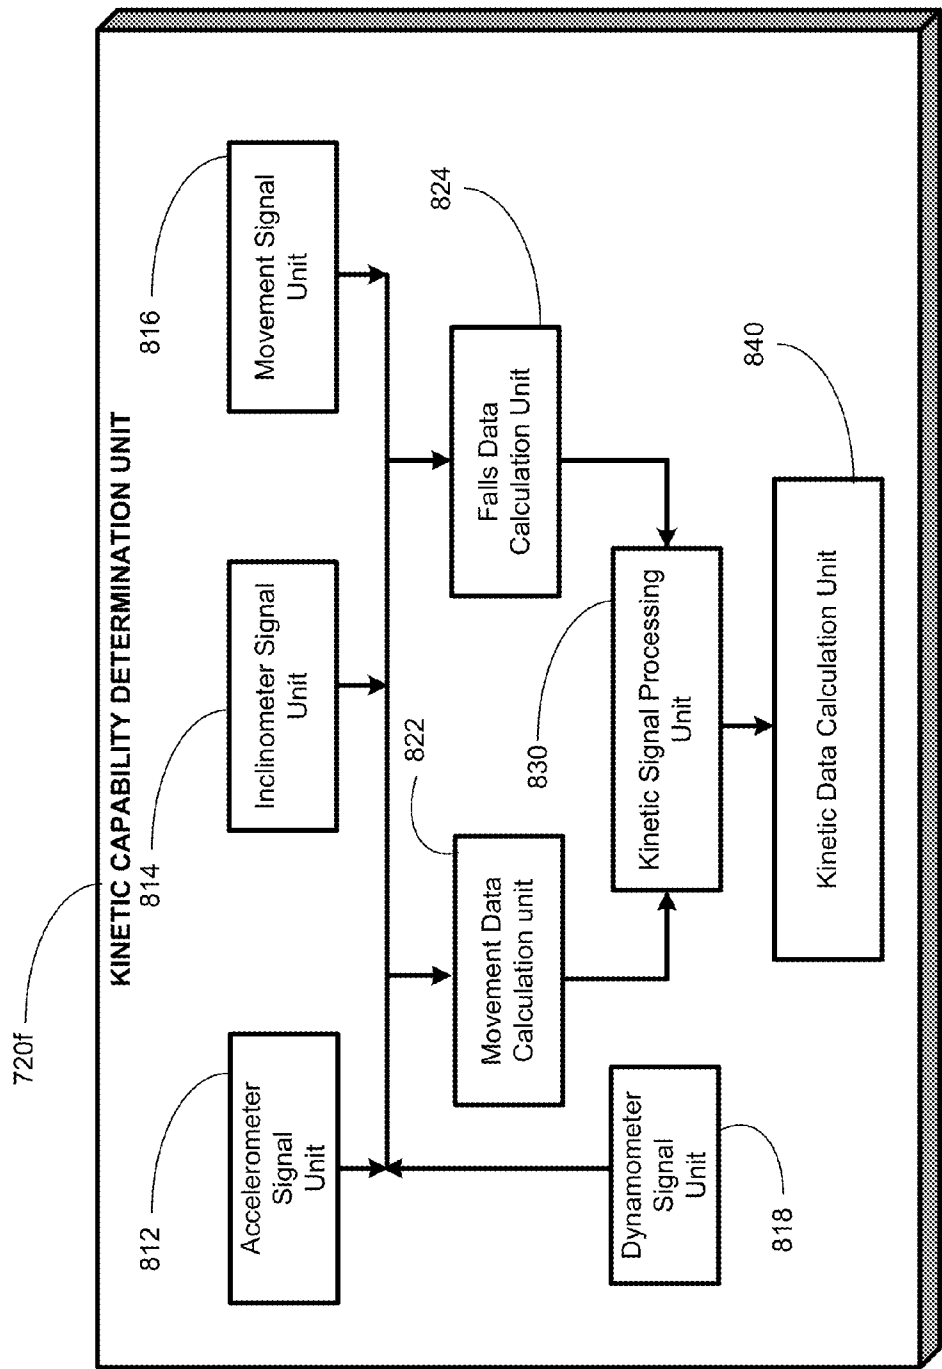 720f
KINETIC CAPABILITY DETERMINATION UNIT
812
814
816
Accelerometer
Signal
Unit
Inclinometer Signal
Unit
Movement Signal
Unit
822
824
Movement Data
Calculation unit
Falls Data
Calculation Unit
830
Dynamometer
Signal
Unit
Kinetic Signal Processing
Unit
818
840
Kinetic Data Calculation Unit